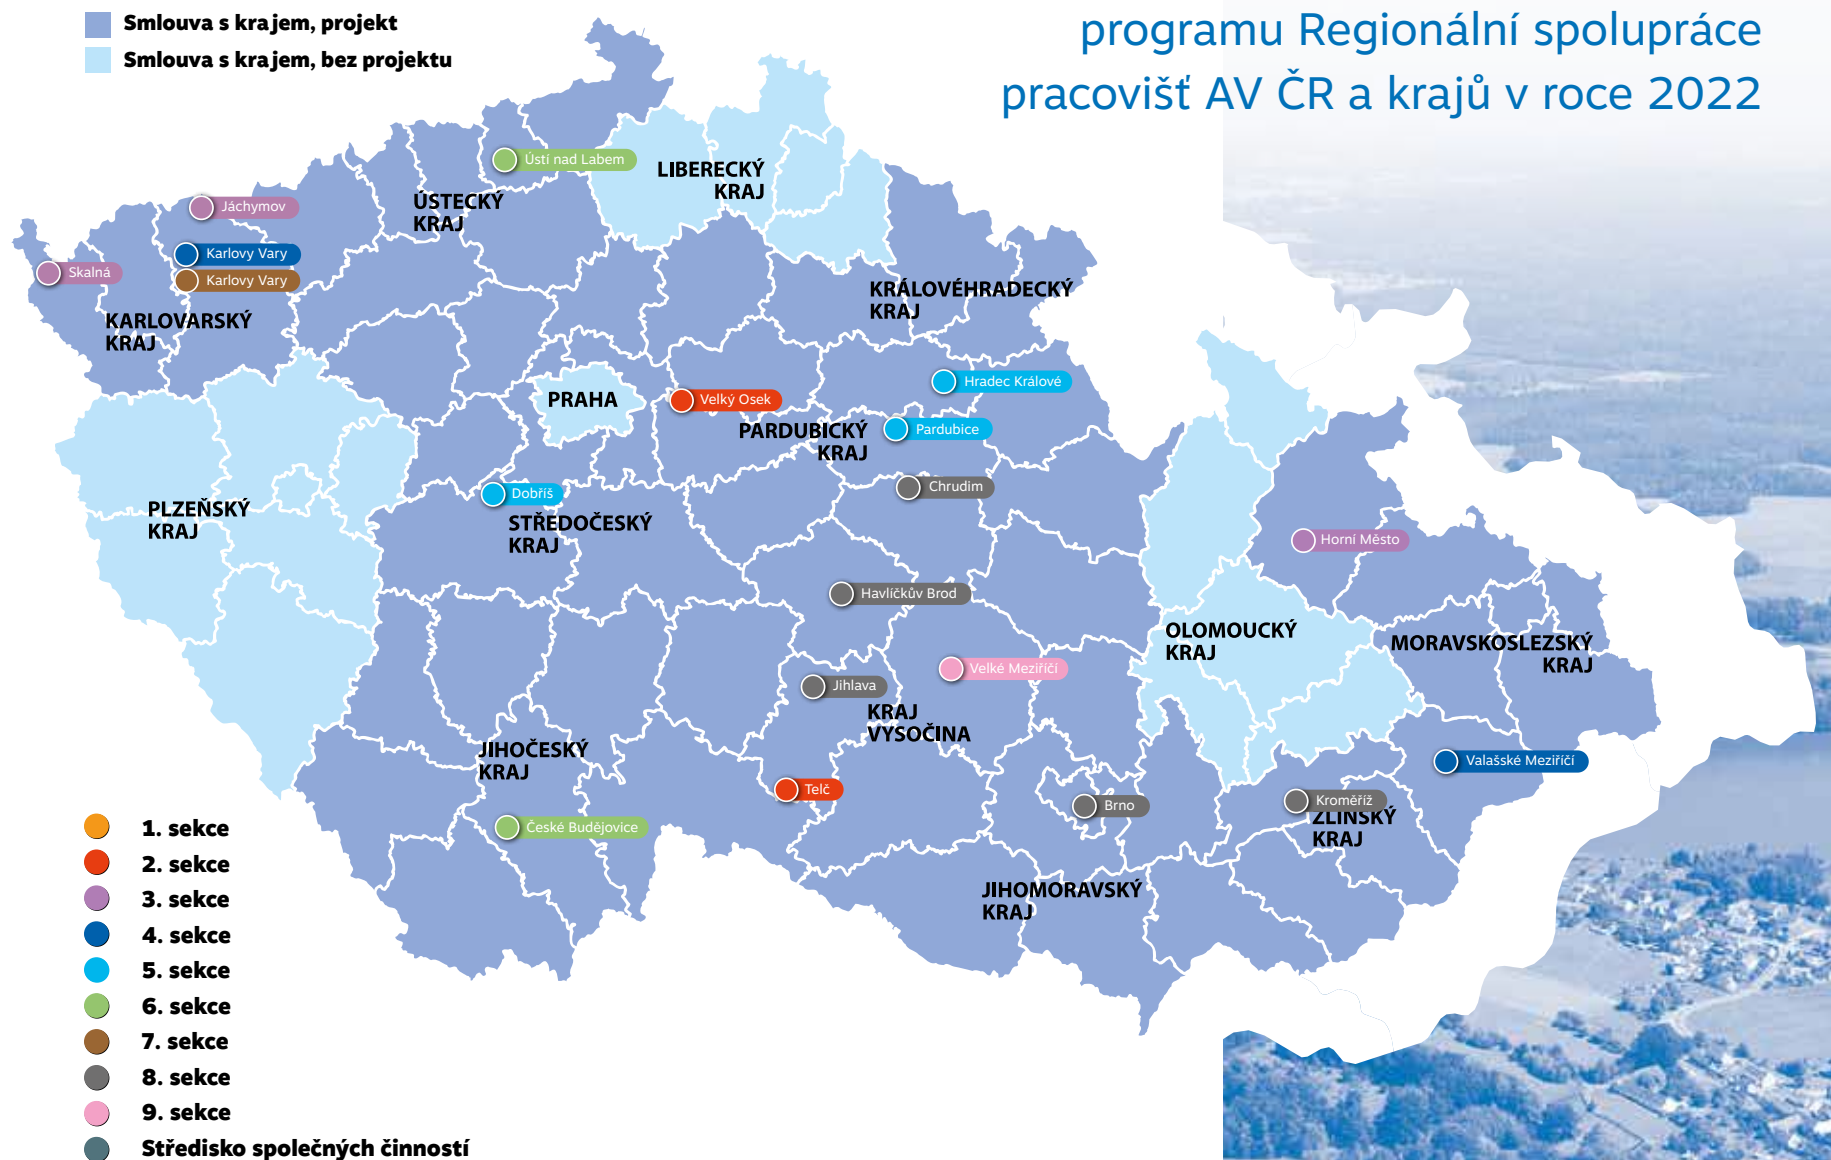 Smlouva s krajem, projekt
Smlouva s krajem, bez projektu
programu Regionální spolupráce
pracovišť AV ČR a krajů v roce 2022
Ústí nad Labem
LIBERECKÝ
KRAJ
ÚSTECKÝ
KRAJ
Jáchymov
Karlovy Vary
Skalná
Karlovy Vary
KRÁLOVÉHRADECKÝ
KRAJ
KARLOVARSKÝ
KRAJ
Hradec Králové
PRAHA
Velký Osek
PARDUBICKÝ
KRAJ
Pardubice
Chrudim
Dobříš
PLZEŇSKÝ
KRAJ
STŘEDOČESKÝ
KRAJ
Horní Město
Havlíčkův Brod
OLOMOUCKÝ
KRAJ
MORAVSKOSLEZSKÝ
KRAJ
Velké Meziříčí
Jihlava
KRAJ
VYSOČINA
JIHOČESKÝ
KRAJ
Valašské Meziříčí
Telč
Brno
Kroměříž
ZLÍNSKÝ
KRAJ
České Budějovice
JIHOMORAVSKÝ
KRAJ
1. sekce
2. sekce
3. sekce
4. sekce
5. sekce
6. sekce
7. sekce
8. sekce
9. sekce
Středisko společných činností